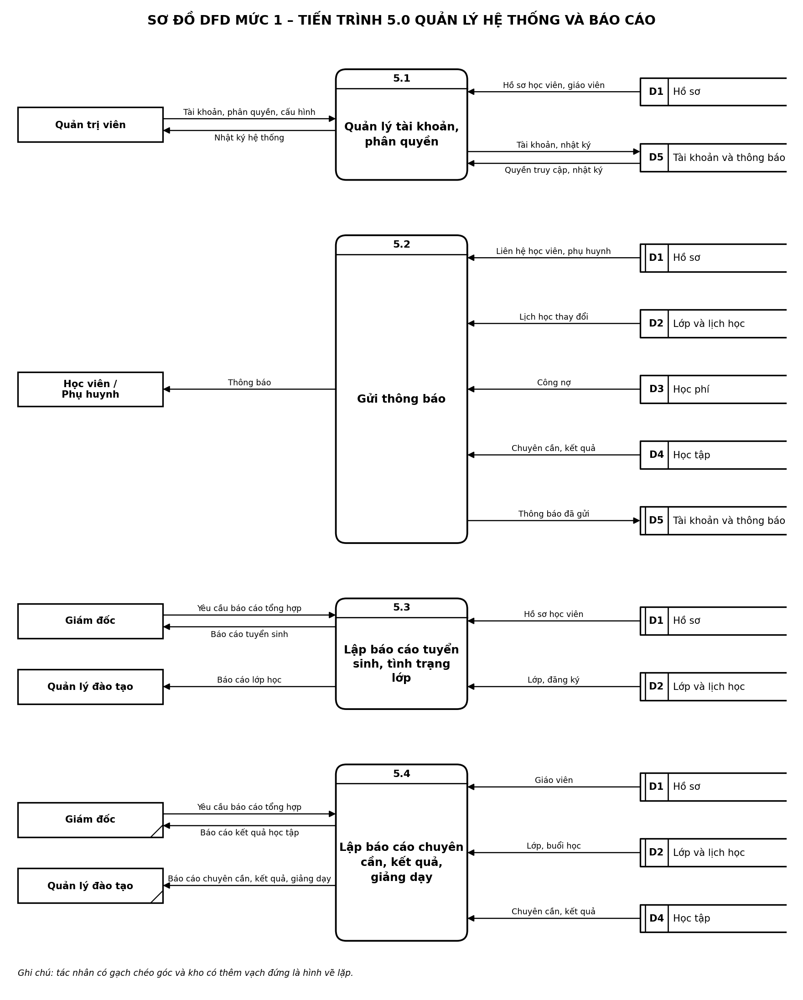 SƠ ĐỒ DFD MỨC 1 – TIẾN TRÌNH 5.0 QUẢN LÝ HỆ THỐNG VÀ BÁO CÁO
5.1
Quản lý tài khoản,
phân quyền
Quản trị viên
Tài khoản, phân quyền, cấu hình
Nhật ký hệ thống
Hồ sơ học viên, giáo viên
D1 Hồ sơ
Tài khoản, nhật ký
Quyền truy cập, nhật ký
D5 Tài khoản và thông báo
5.2
Gửi thông báo
Học viên /
Phụ huynh
Thông báo
Liên hệ học viên, phụ huynh
D1 Hồ sơ
Lịch học thay đổi
D2 Lớp và lịch học
Công nợ
D3 Học phí
Chuyên cần, kết quả
D4 Học tập
Thông báo đã gửi
D5 Tài khoản và thông báo
5.3
Lập báo cáo tuyển
sinh, tình trạng
lớp
Giám đốc
Yêu cầu báo cáo tổng hợp
Báo cáo tuyển sinh
Quản lý đào tạo
Báo cáo lớp học
Hồ sơ học viên
D1 Hồ sơ
Lớp, đăng ký
D2 Lớp và lịch học
5.4
Lập báo cáo chuyên
cần, kết quả,
giảng dạy
Giám đốc
Yêu cầu báo cáo tổng hợp
Báo cáo kết quả học tập
Quản lý đào tạo
Báo cáo chuyên cần, kết quả, giảng dạy
Giáo viên
D1 Hồ sơ
Lớp, buổi học
D2 Lớp và lịch học
Chuyên cần, kết quả
D4 Học tập
Ghi chú: tác nhân có gạch chéo góc và kho có thêm vạch đứng là hình vẽ lặp.